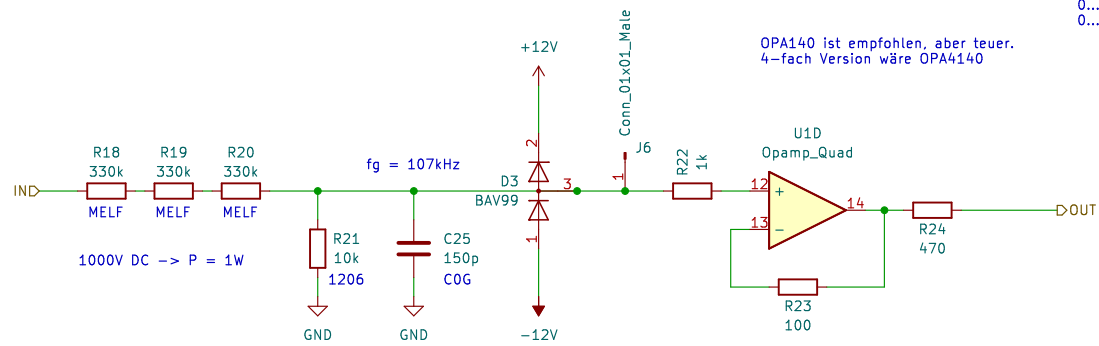 0...
0...
OPA140 ist empfohlen, aber teuer.
4-fach Version wäre OPA4140
+12V
Conn_01x01_Male
J6
1
2
D3
BAV99
3
1
-12V
IN
R18
330k
MELF
R19
330k
MELF
R20
330k
MELF
1000V DC -> P = 1W
fg = 107kHz
R21
10k
1206
GND
C25
150p
C0G
GND
R22
1k
U1D
Opamp_Quad
12
+
13
-
14
R23
100
R24
470
OUT